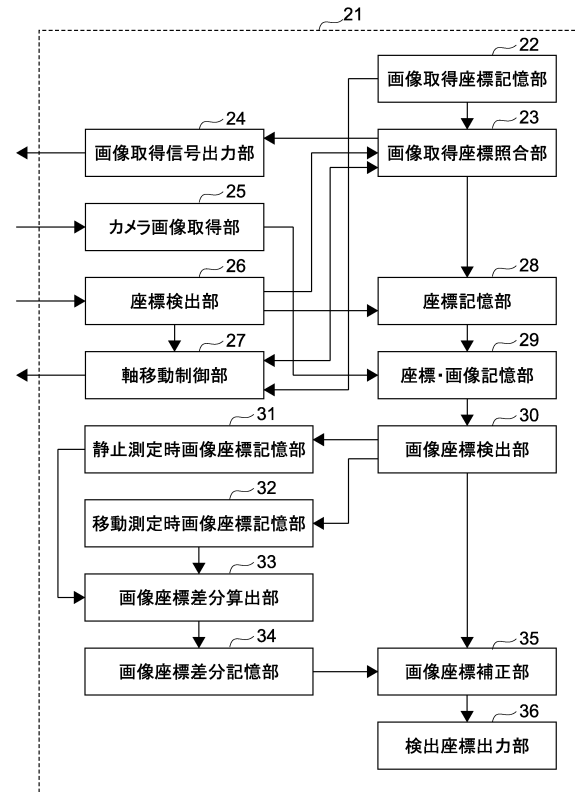 21
22
画像取得座標記憶部
23
画像取得座標照合部
24
画像取得信号出力部
25
カメラ画像取得部
26
座標検出部
27
軸移動制御部
28
座標記憶部
29
座標・画像記憶部
30
画像座標検出部
31
静止測定時画像座標記憶部
32
移動測定時画像座標記憶部
33
画像座標差分算出部
34
画像座標差分記憶部
35
画像座標補正部
36
検出座標出力部